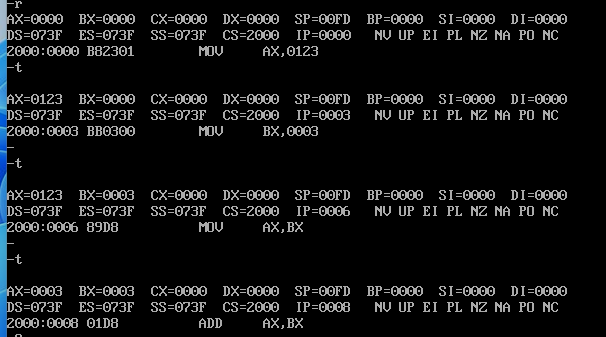 -r
AX=0000 BX=0000 CX=0000 DX=0000 SP=00FD BP=0000 SI=0000 DI=0000
DS=073F ES=073F SS=073F CS=2000 IP=0000 NV UP EI PL NZ NA PO NC
2000:0000 B82301 MOV AX,0123
-t
AX=0123 BX=0000 CX=0000 DX=0000 SP=00FD BP=0000 SI=0000 DI=0000
DS=073F ES=073F SS=073F CS=2000 IP=0003 NV UP EI PL NZ NA PO NC
2000:0003 BB0300 MOV BX,0003
-
-t
AX=0123 BX=0003 CX=0000 DX=0000 SP=00FD BP=0000 SI=0000 DI=0000
DS=073F ES=073F SS=073F CS=2000 IP=0006 NV UP EI PL NZ NA PO NC
2000:0006 89D8 MOV AX,BX
-
-t
AX=0003 BX=0003 CX=0000 DX=0000 SP=00FD BP=0000 SI=0000 DI=0000
DS=073F ES=073F SS=073F CS=2000 IP=0008 NV UP EI PL NZ NA PO NC
2000:0008 01D8 ADD AX,BX